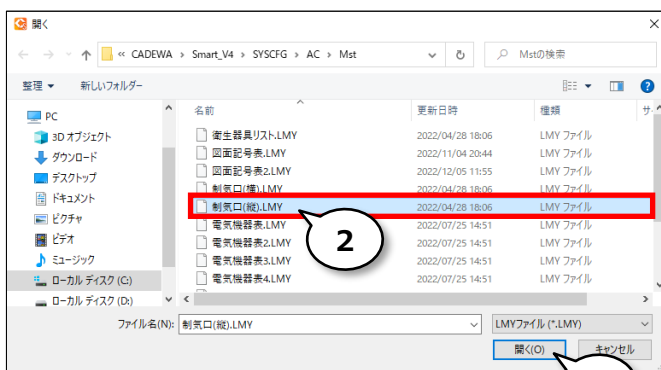 開く
« CADEWA › Smart_V4 › SYSCFG › AC › Mst
Mstの検索
整理 新しいフォルダー
PC
3D オブジェクト
ダウンロード
デスクトップ
ドキュメント
ピクチャ
ビデオ
ミュージック
ローカル ディスク (C:)
ローカル ディスク (D:)
名前 更新日時 種類 サ
衛生器具リスト.LMY 2022/04/28 18:06 LMY ファイル
図面記号表.LMY 2022/11/04 20:44 LMY ファイル
図面記号表2.LMY 2022/12/05 11:55 LMY ファイル
制気口(横).LMY 2022/04/28 18:06 LMY ファイル
制気口(縦).LMY 2022/04/28 18:06 LMY ファイル
電気機器表.LMY 2022/07/25 14:51 LMY ファイル
電気機器表2.LMY 2022/07/25 14:51 LMY ファイル
電気機器表3.LMY 2022/07/25 14:51 LMY ファイル
電気機器表4.LMY 2022/07/25 14:51 LMY ファイル
2
ファイル名(N): 制気口(縦).LMY LMYファイル (*.LMY)
開く(O) キャンセル